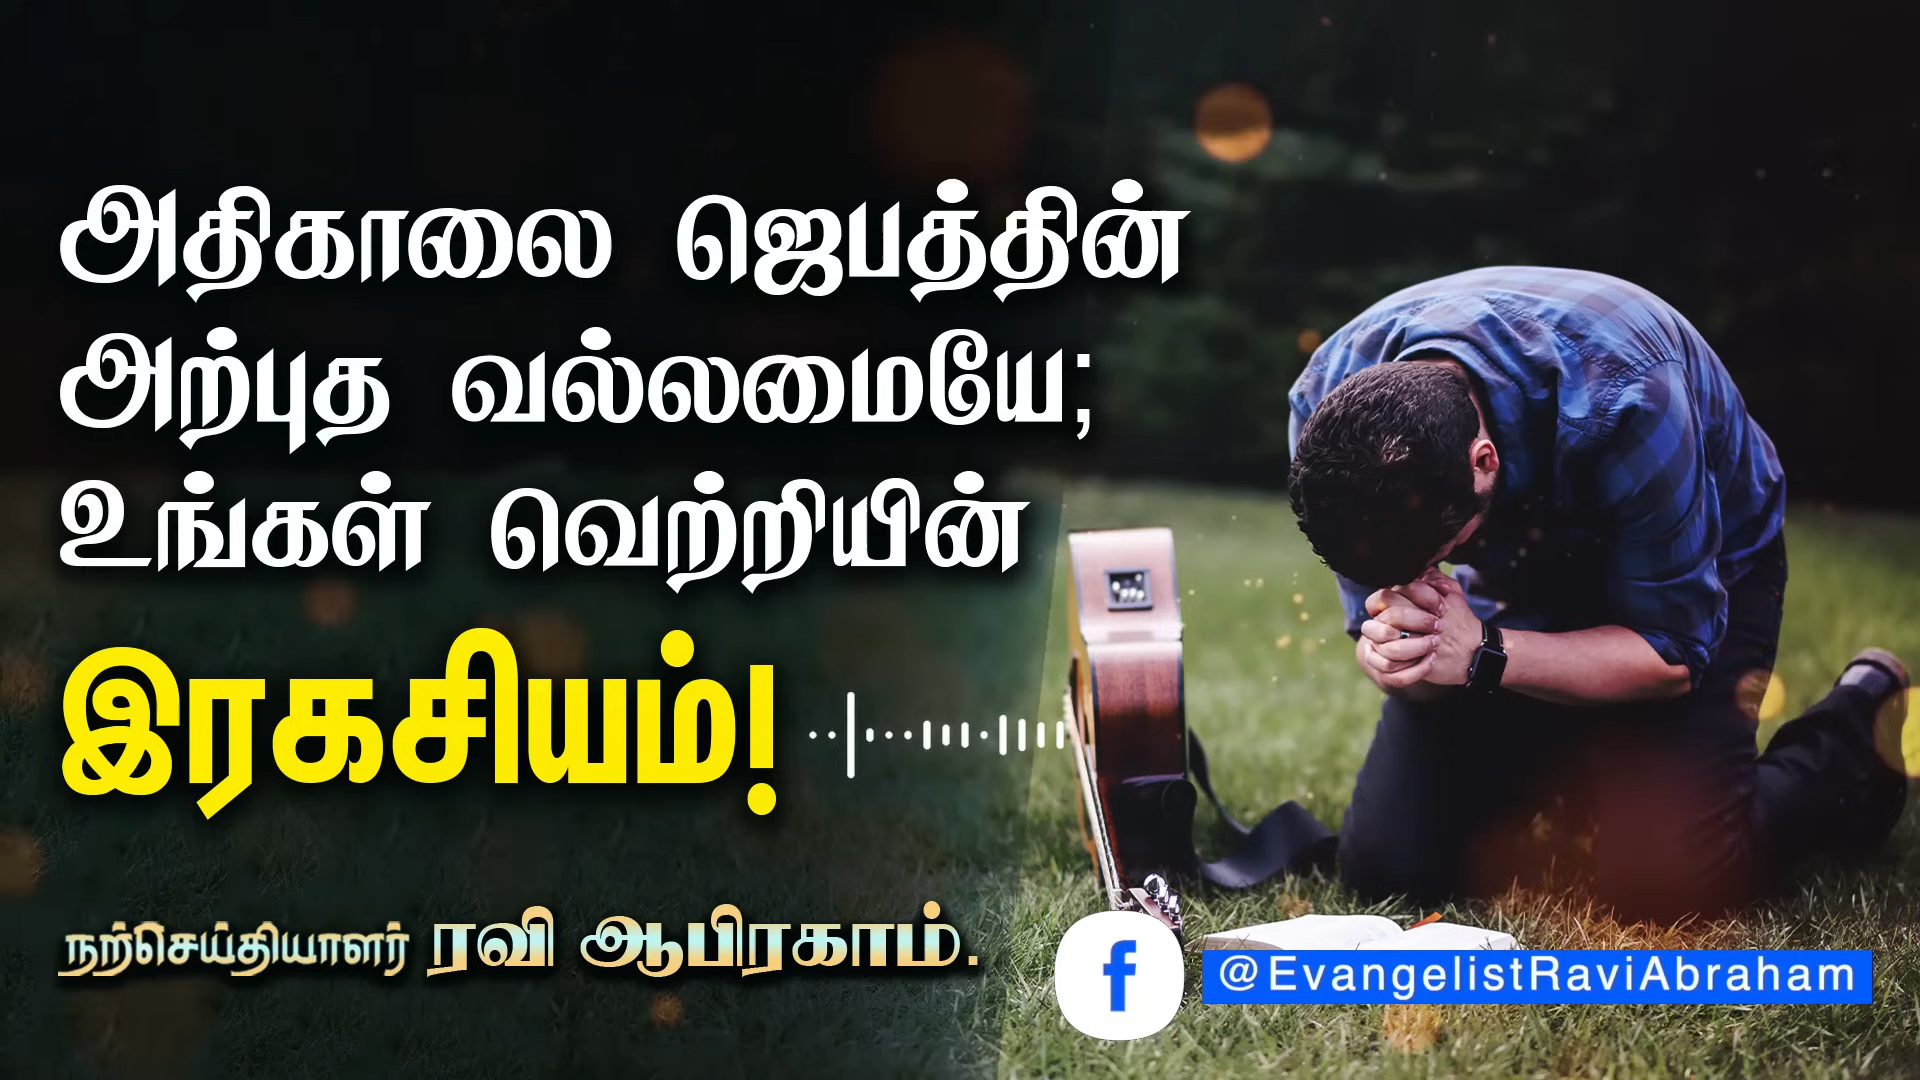 அதிகாலை ஜெபத்தின்
அற்புத வல்லமையே;
உங்கள் வெற்றியின்
இரகசியம்!
நற்செய்தியாளர் ரவி ஆபிரகாம்.
f @EvangelistRaviAbraham